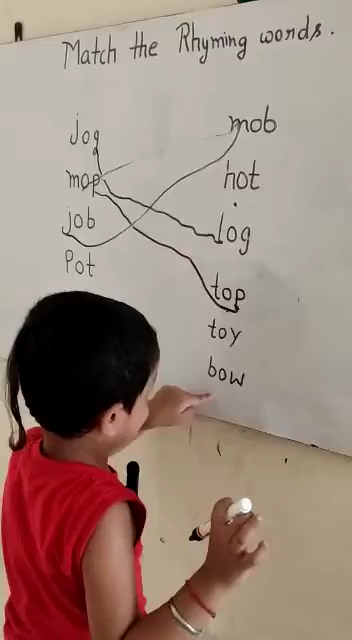 Match the Rhyming words.
jog mob
mop hot
job log
Pot top
toy
bow